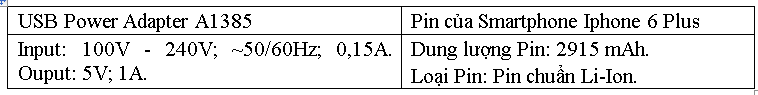 USB Power Adapter A1385
Pin của Smartphone Iphone 6 Plus
Input: 100V - 240V; ~50/60Hz; 0,15A.
Ouput: 5V; 1A.
Dung lượng Pin: 2915 mAh.
Loại Pin: Pin chuẩn Li-Ion.